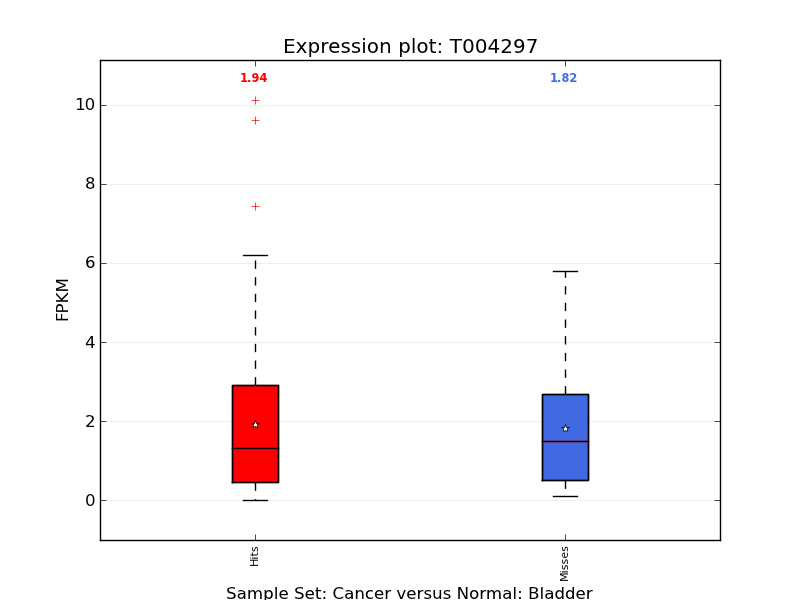 Expression plot: T004297
1.94
1.82
10
8
6
4
2
0
FPKM
Hits
Misses
Sample Set: Cancer versus Normal: Bladder